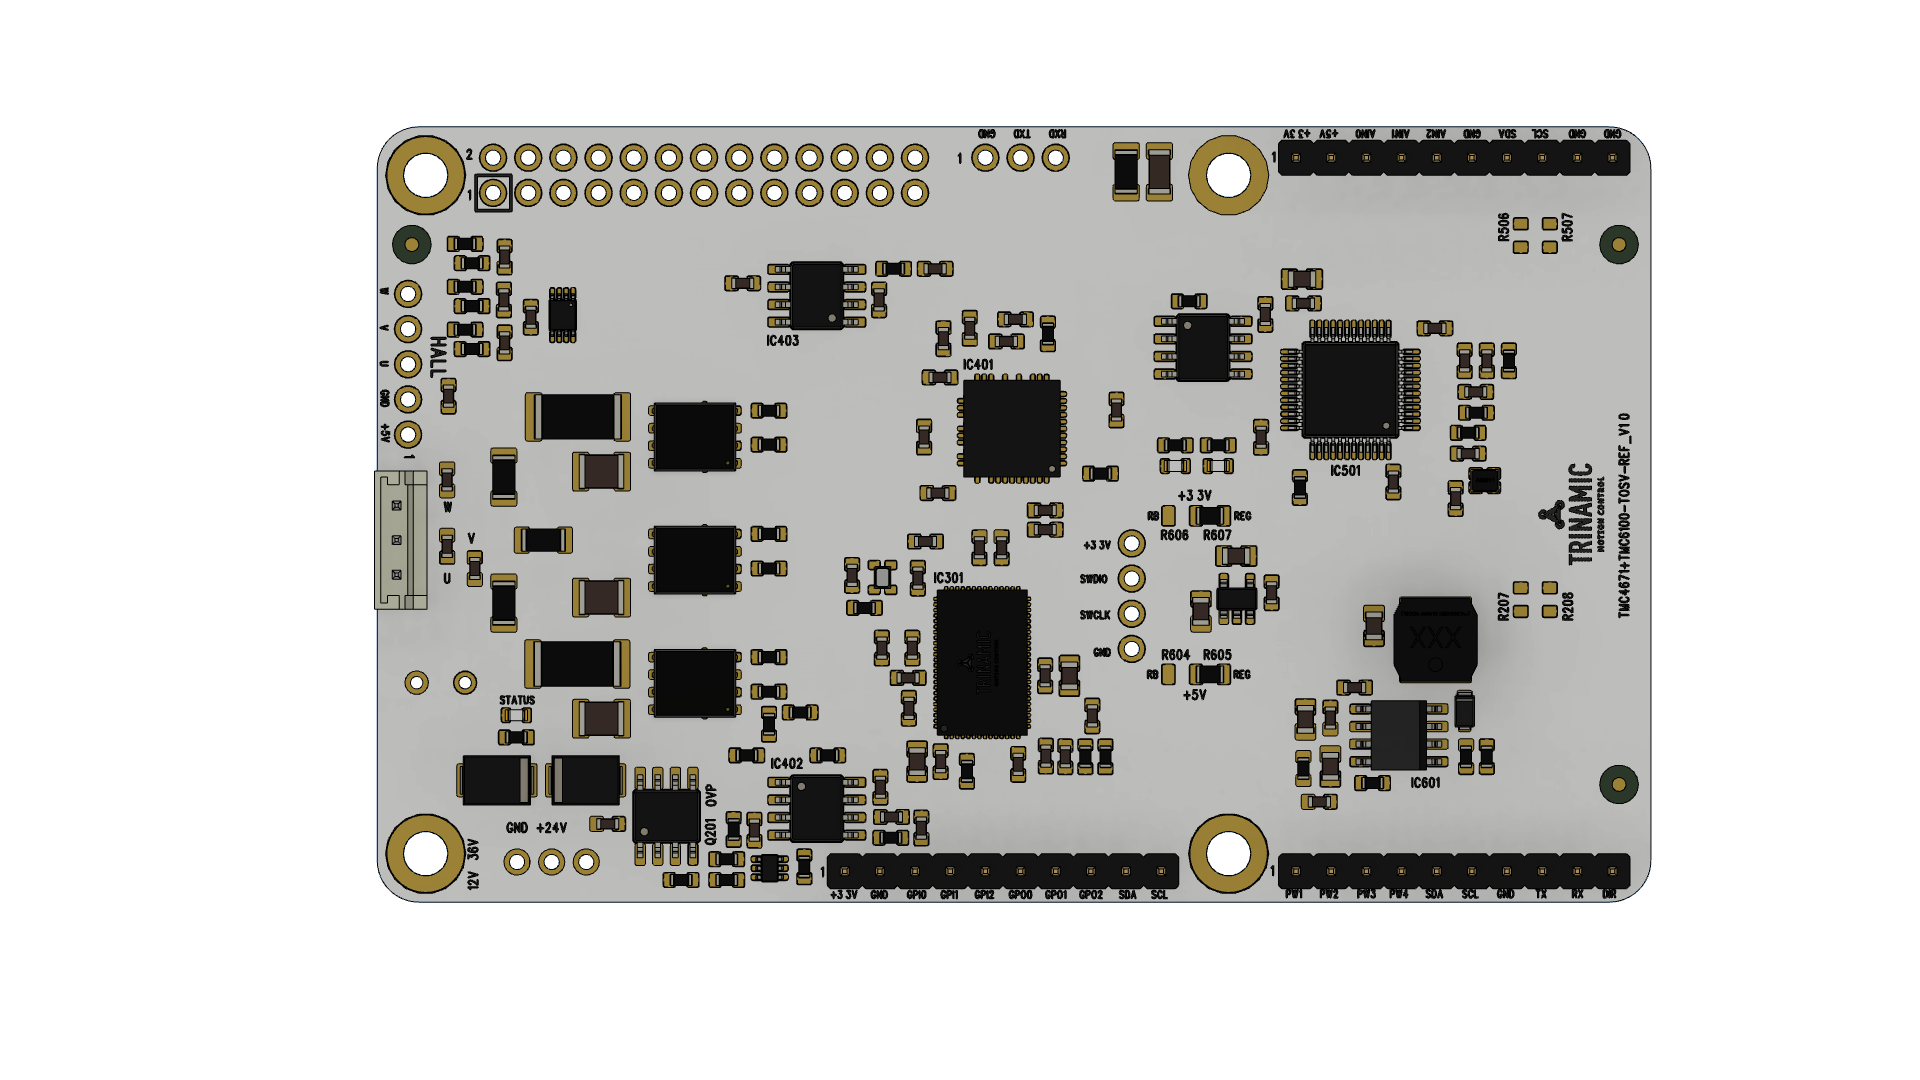 2
1
1
GND
TXD
RXD
1
+3 3V
+5V
AIN0
AIN1
AIN2
GND
SDA
SCL
GND
GND
R506
R507
W
V
U
GND
+5V
1
HALL
IC403
IC401
IC501
W
V
U
+3 3V
RB
REG
R606
R607
+3 3V
SWDIO
SWCLK
GND
IC301
TRINAMIC
R604
R605
RB
REG
+5V
TRINAMIC
MOTION CONTROL
TMC4671+TMC6100-TOSV-REF_V10
R207
R208
XXX
STATUS
IC402
IC601
GND +24V
12V 36V
Q201 OVP
1
+3 3V
GND
GPI0
GPI1
GPI2
GPO0
GPO1
GPO2
SDA
SCL
1
PW1
PW2
PW3
PW4
SDA
SCL
GND
TX
RX
DIR